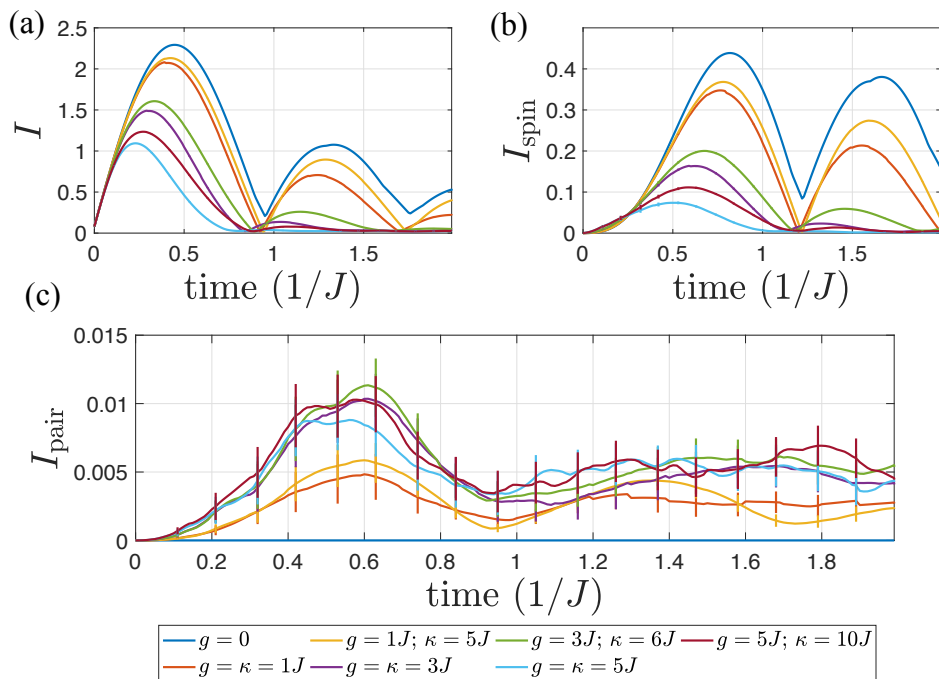 (a)
(b)
2.5
2
1.5
1
0.5
0
I
0
0.5
1
1.5
time (1/J)
0.4
0.3
0.2
0.1
0
I_spin
0
0.5
1
1.5
time (1/J)
(c)
0.015
0.01
0.005
0
I_pair
0
0.2
0.4
0.6
0.8
1
1.2
1.4
1.6
1.8
time (1/J)
g = 0
g = 1J; κ = 5J
g = 3J; κ = 6J
g = 5J; κ = 10J
g = κ = 1J
g = κ = 3J
g = κ = 5J